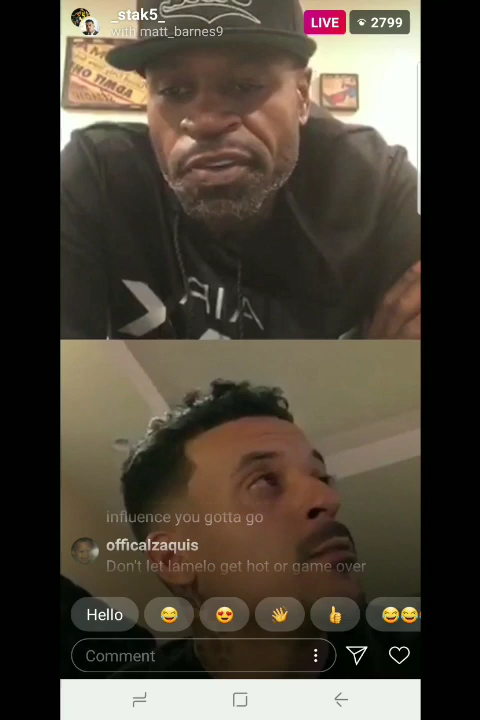 _stak5_
with matt_barnes9
LIVE
2799
AIR
influence you gotta go
officalzaquis
Don't let lamelo get hot or game over
Hello
Comment